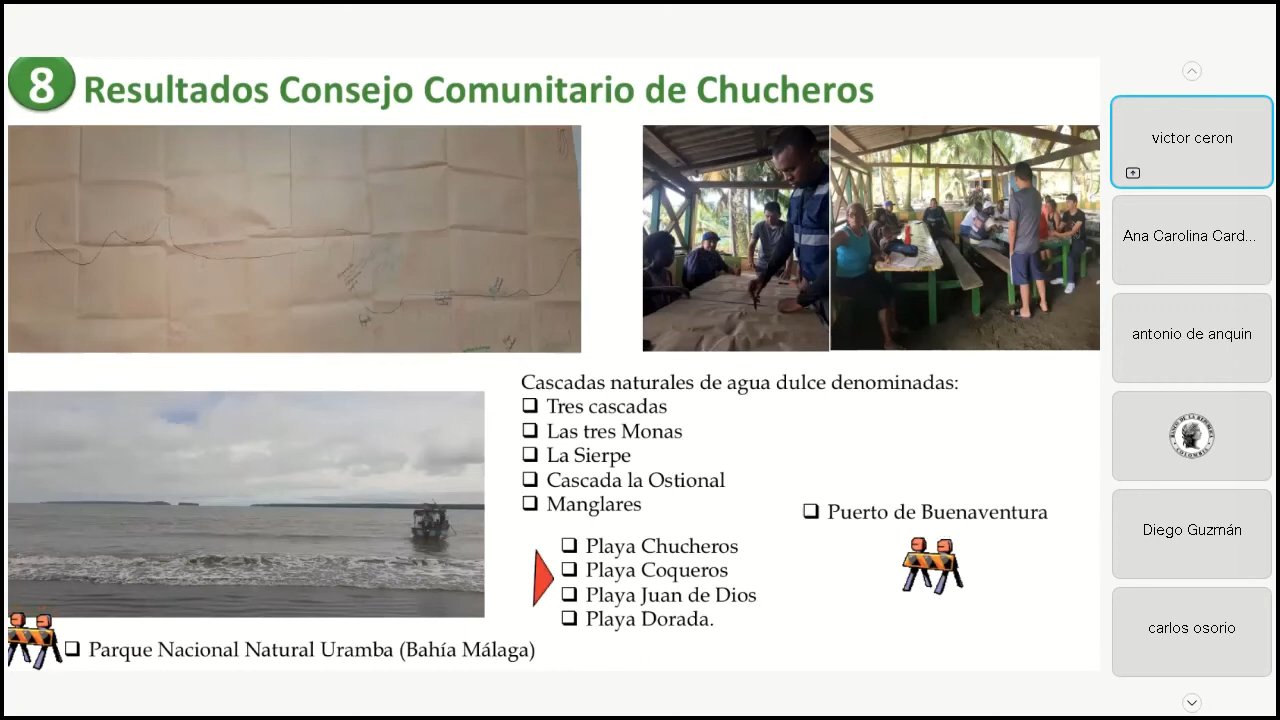 8
Resultados Consejo Comunitario de Chucheros
Cascadas naturales de agua dulce denominadas:
Tres cascadas
Las tres Monas
La Sierpe
Cascada la Ostional
Manglares
Puerto de Buenaventura
Playa Chucheros
Playa Coqueros
Playa Juan de Dios
Playa Dorada.
Parque Nacional Natural Uramba (Bahía Málaga)
victor ceron
Ana Carolina Card...
antonio de anquin
Diego Guzmán
carlos osorio